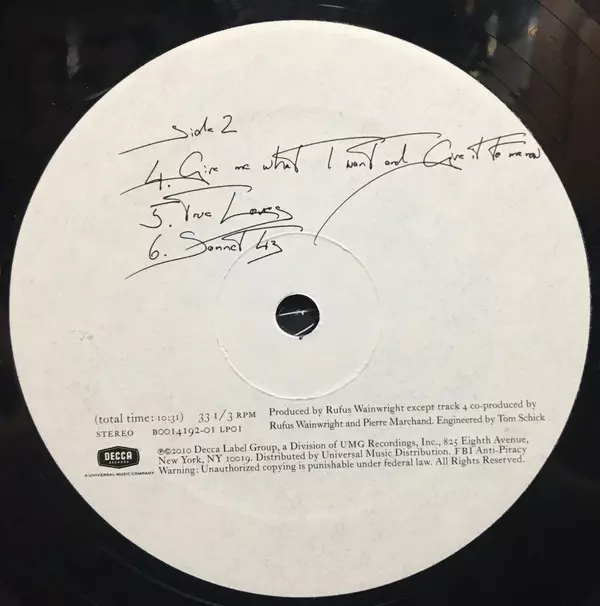 Side 2
4. Give me what I want and Give it to me now
5. True Loves
6. Sonnet 43
(total time: 10:31) 33 1/3 RPM
STEREO B0014192-01 LP01
Produced by Rufus Wainwright except track 4 co-produced by
Rufus Wainwright and Pierre Marchand. Engineered by Tom Schick
DECCA
RECORDS
A UNIVERSAL MUSIC COMPANY
℗©2010 Decca Label Group, a Division of UMG Recordings, Inc., 825 Eighth Avenue,
New York, NY 10019. Distributed by Universal Music Distribution. FBI Anti-Piracy
Warning: Unauthorized copying is punishable under federal law. All Rights Reserved.